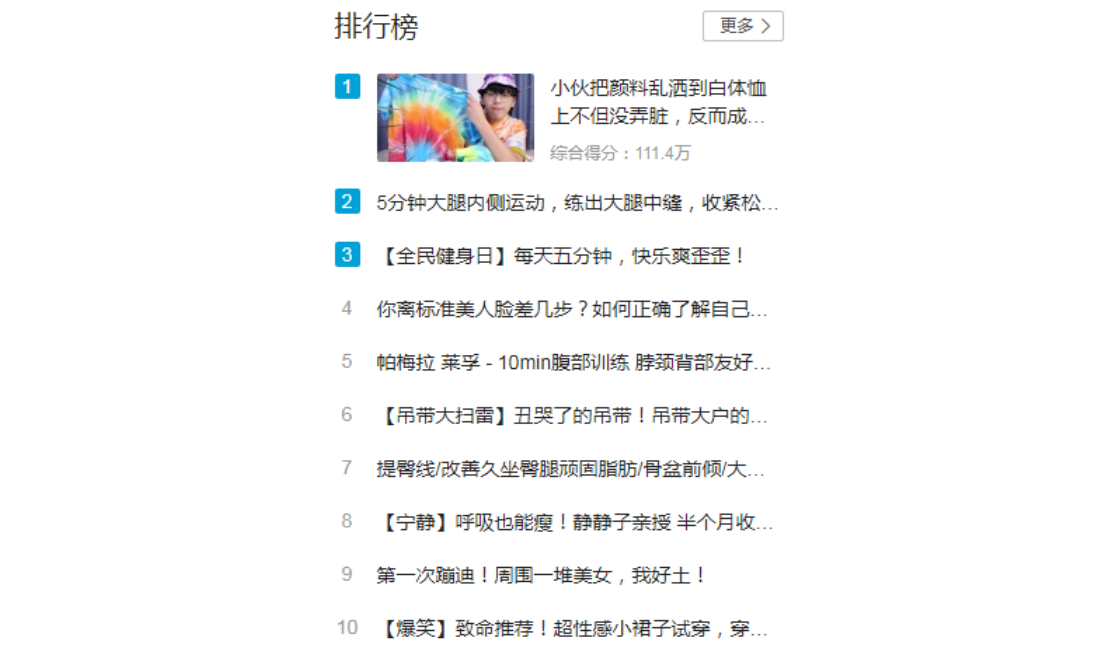 排行榜
更多 >
1
小伙把颜料乱洒到白体恤
上不但没弄脏，反而成...
综合得分：111.4万
2 5分钟大腿内侧运动，练出大腿中缝，收紧松...
3 【全民健身日】每天五分钟，快乐爽歪歪！
4 你离标准美人脸差几步？如何正确了解自己...
5 帕梅拉 莱孚 - 10min腹部训练 脖颈背部友好...
6 【吊带大扫雷】丑哭了的吊带！吊带大户的...
7 提臀线/改善久坐臀腿顽固脂肪/骨盆前倾/大...
8 【宁静】呼吸也能瘦！静静子亲授 半个月收...
9 第一次蹦迪！周围一堆美女，我好土！
10 【爆笑】致命推荐！超性感小裙子试穿，穿...